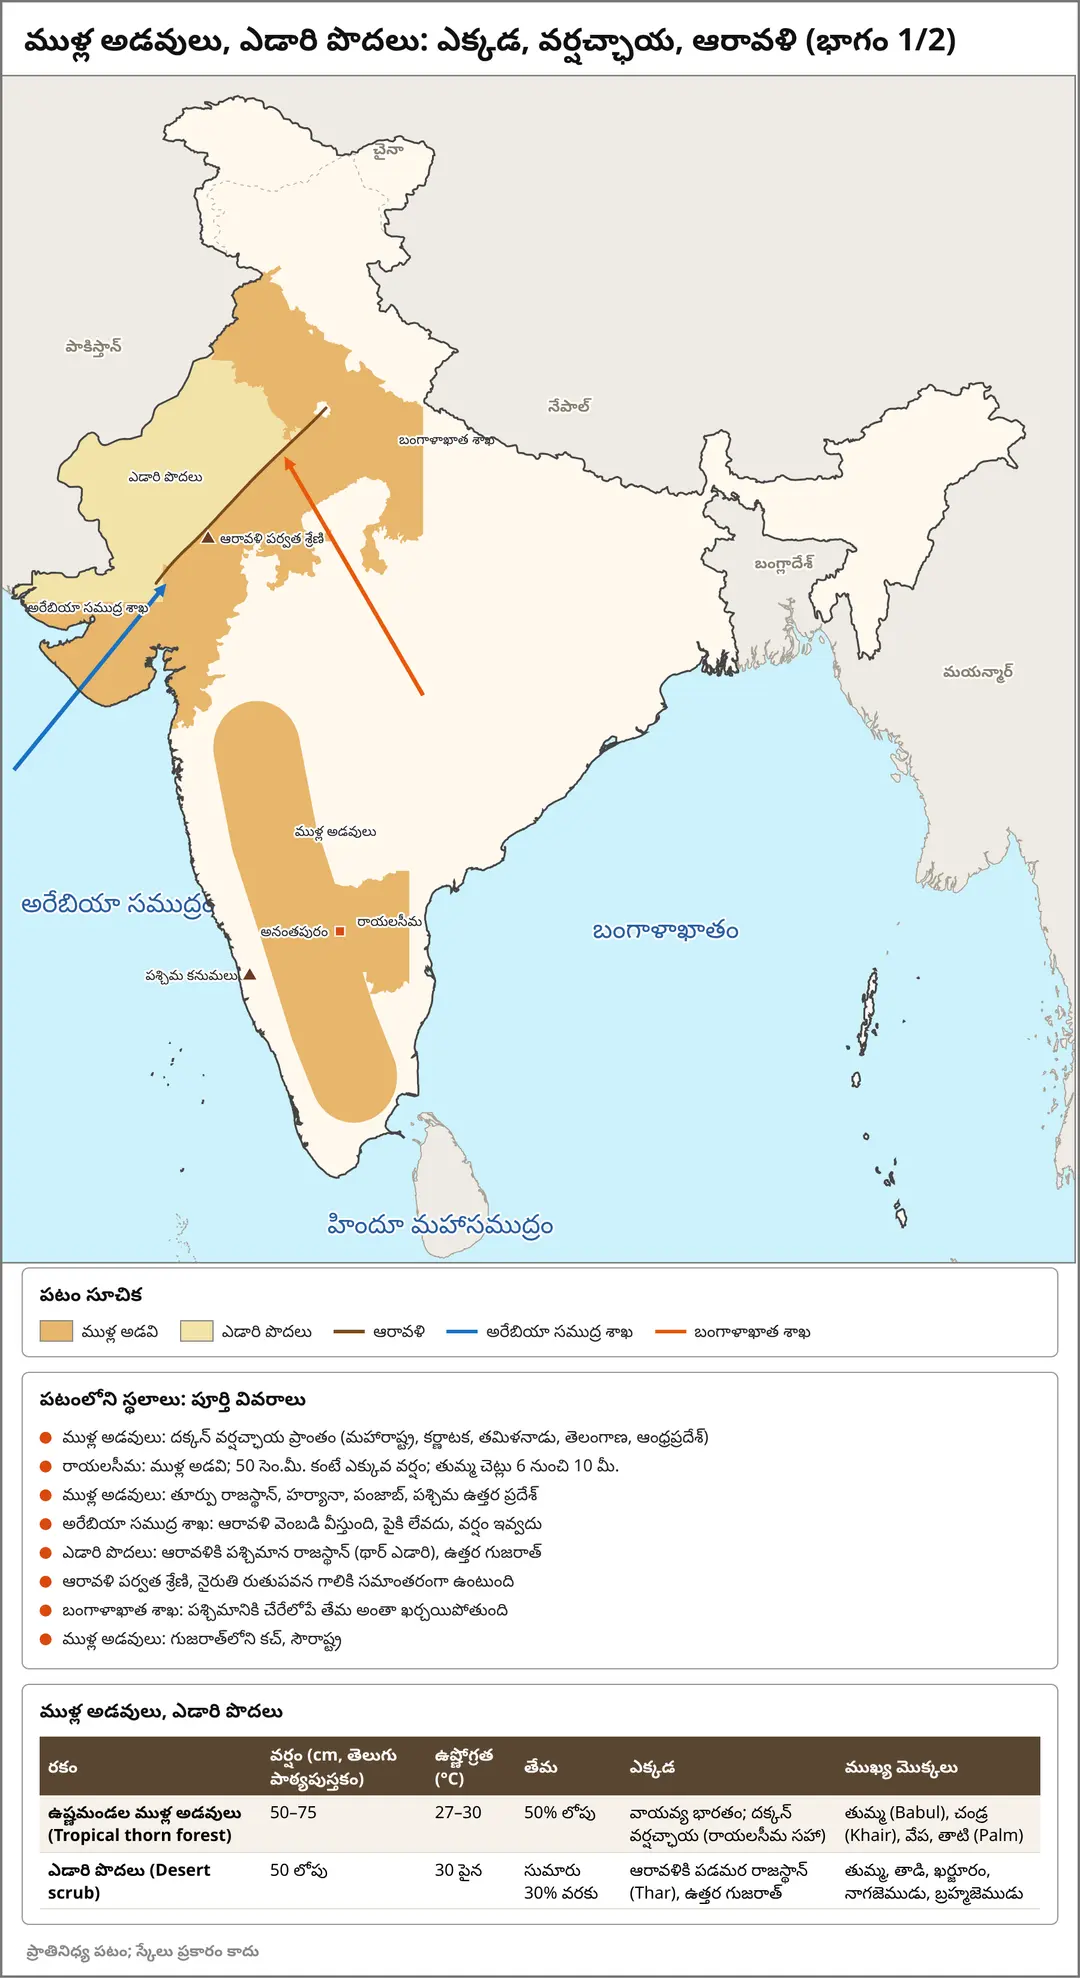 ముళ్ల అడవులు, ఎడారి పొదలు: ఎక్కడ, వర్షచ్ఛాయ, ఆరావళి (భాగం 1/2)
చైనా
పాకిస్తాన్
నేపాల్
బంగాళాఖాత శాఖ
ఎడారి పొదలు
ఆరావళి పర్వత శ్రేణి
బంగ్లాదేశ్
అరేబియా సముద్ర శాఖ
మయన్మార్
ముళ్ల అడవులు
అరేబియా సముద్రం
రాయలసీమ
అనంతపురం
బంగాళాఖాతం
పశ్చిమ కనుమలు
హిందూ మహాసముద్రం
పటం సూచిక
ముళ్ల అడవి
ఎడారి పొదలు
ఆరావళి
అరేబియా సముద్ర శాఖ
బంగాళాఖాత శాఖ
పటంలోని స్థలాలు: పూర్తి వివరాలు
ముళ్ల అడవులు: దక్కన్ వర్షచ్ఛాయ ప్రాంతం (మహారాష్ట్ర, కర్ణాటక, తమిళనాడు, తెలంగాణ, ఆంధ్రప్రదేశ్)
రాయలసీమ: ముళ్ల అడవి; 50 సెం.మీ. కంటే ఎక్కువ వర్షం; తుమ్మ చెట్లు 6 నుంచి 10 మీ.
ముళ్ల అడవులు: తూర్పు రాజస్థాన్, హర్యానా, పంజాబ్, పశ్చిమ ఉత్తర ప్రదేశ్
అరేబియా సముద్ర శాఖ: ఆరావళి వెంబడి వీస్తుంది, పైకి లేవదు, వర్షం ఇవ్వదు
ఎడారి పొదలు: ఆరావళికి పశ్చిమాన రాజస్థాన్ (థార్ ఎడారి), ఉత్తర గుజరాత్
ఆరావళి పర్వత శ్రేణి, నైరుతి రుతుపవన గాలికి సమాంతరంగా ఉంటుంది
బంగాళాఖాత శాఖ: పశ్చిమానికి చేరేలోపే తేమ అంతా ఖర్చయిపోతుంది
ముళ్ల అడవులు: గుజరాత్‌లోని కచ్, సౌరాష్ట్ర
ముళ్ల అడవులు, ఎడారి పొదలు
రకం
వర్షం (cm, తెలుగు
పాఠ్యపుస్తకం)
ఉష్ణోగ్రత
(°C)
తేమ
ఎక్కడ
ముఖ్య మొక్కలు
ఉష్ణమండల ముళ్ల అడవులు
(Tropical thorn forest)
50–75
27–30
50% లోపు
వాయవ్య భారతం; దక్కన్
వర్షచ్ఛాయ (రాయలసీమ సహా)
తుమ్మ (Babul), చండ్ర
(Khair), వేప, తాటి (Palm)
ఎడారి పొదలు (Desert
scrub)
50 లోపు
30 పైన
సుమారు
30% వరకు
ఆరావళికి పడమర రాజస్థాన్
(Thar), ఉత్తర గుజరాత్
తుమ్మ, తాడి, ఖర్జూరం,
నాగజెముడు, బ్రహ్మజెముడు
ప్రాతినిధ్య పటం; స్కేలు ప్రకారం కాదు